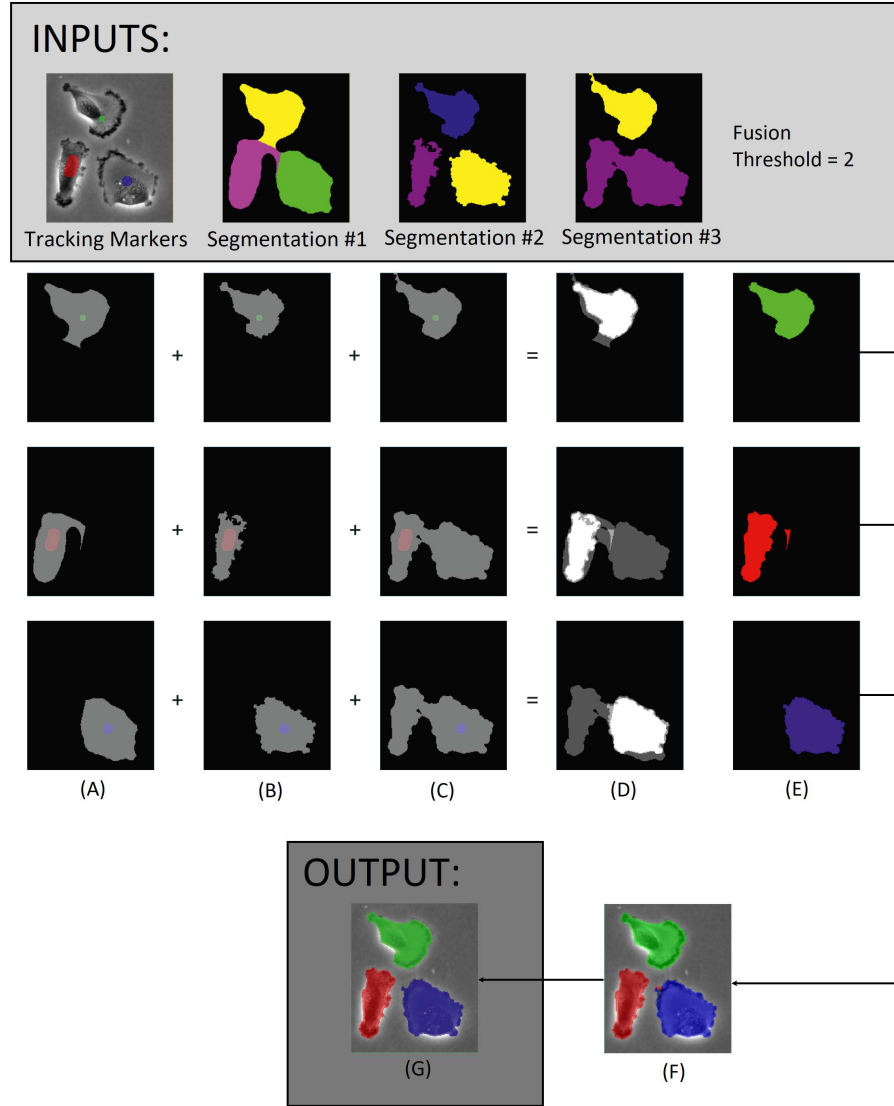 INPUTS:
Fusion
Threshold = 2
Tracking Markers Segmentation #1 Segmentation #2 Segmentation #3
+ + =
+ + =
+ + =
(A) (B) (C) (D) (E)
OUTPUT:
(G) (F)